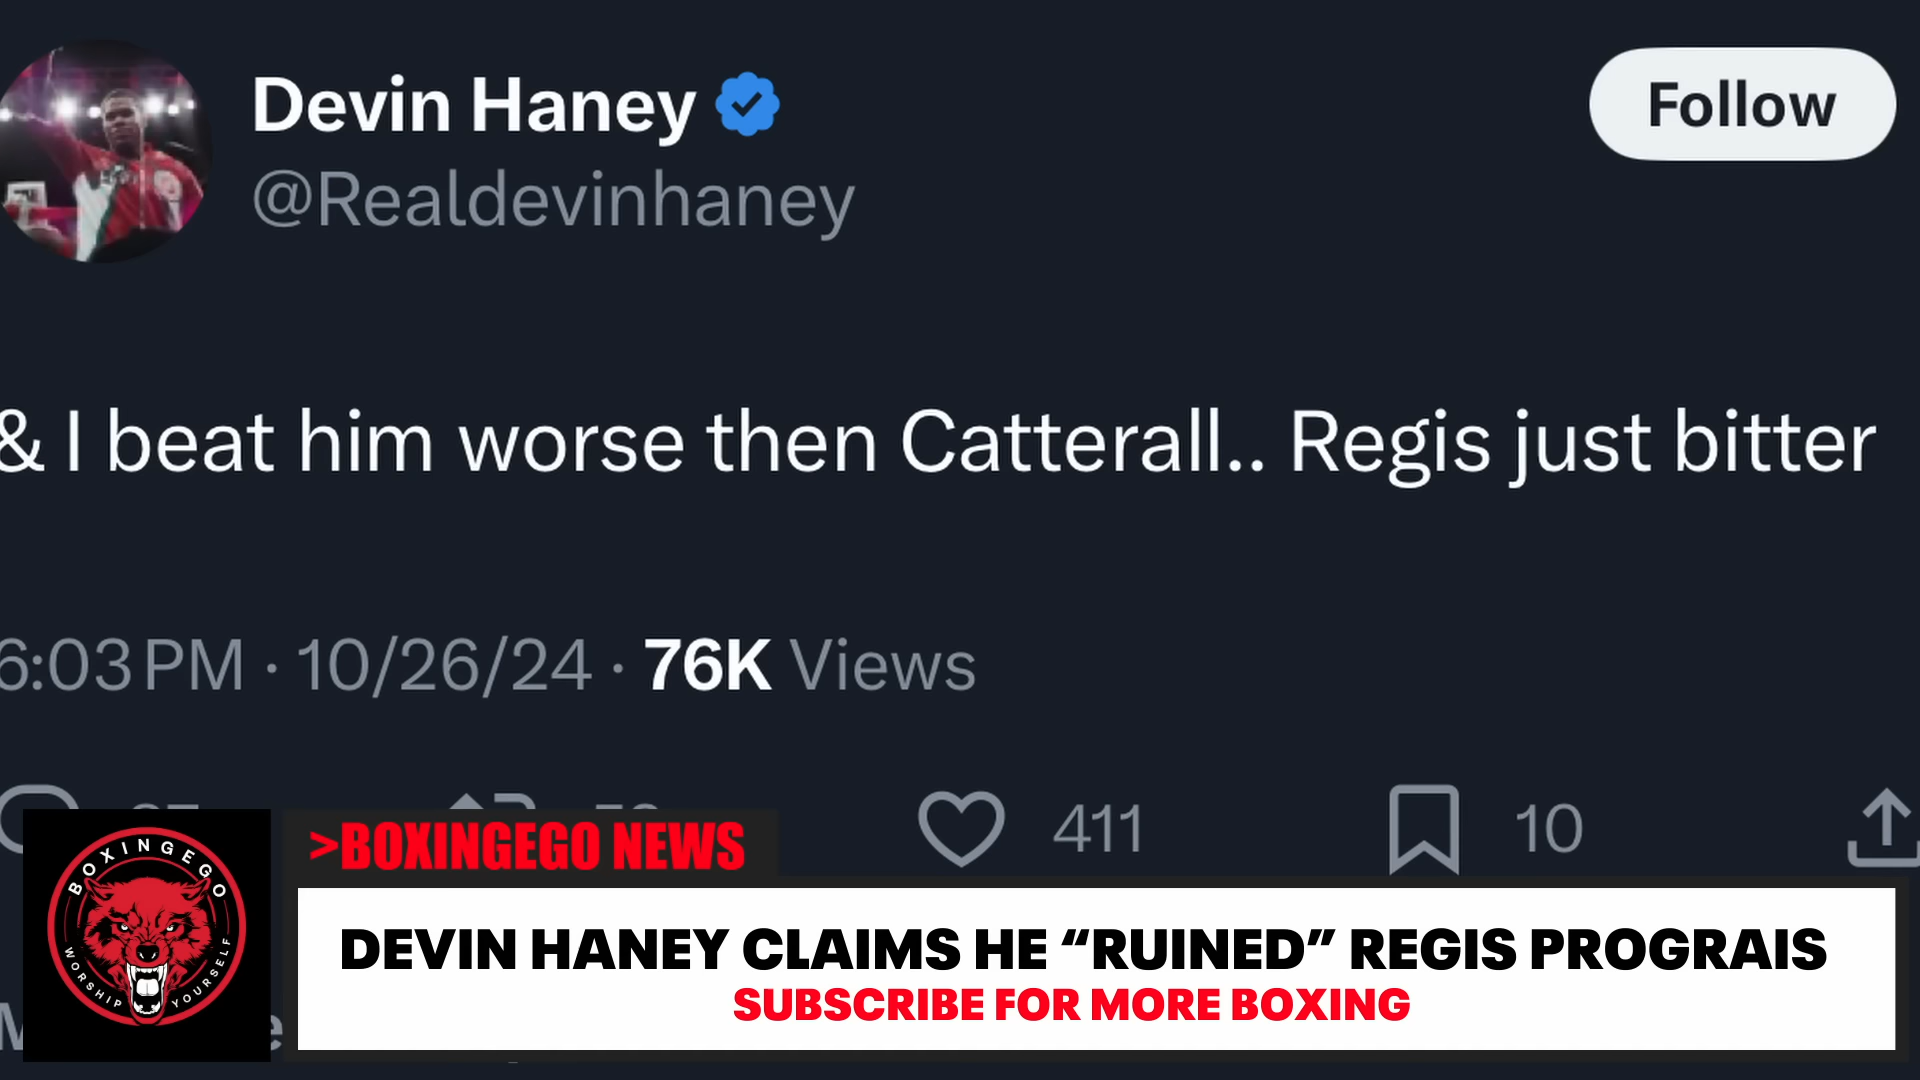 Devin Haney
@Realdevinhaney
Follow
& I beat him worse then Catterall.. Regis just bitter
6:03 PM · 10/26/24 · 76K Views
411
10
BOXINGEGO
WORSHIP YOURSELF
>BOXINGEGO NEWS
DEVIN HANEY CLAIMS HE “RUINED” REGIS PROGRAIS
SUBSCRIBE FOR MORE BOXING